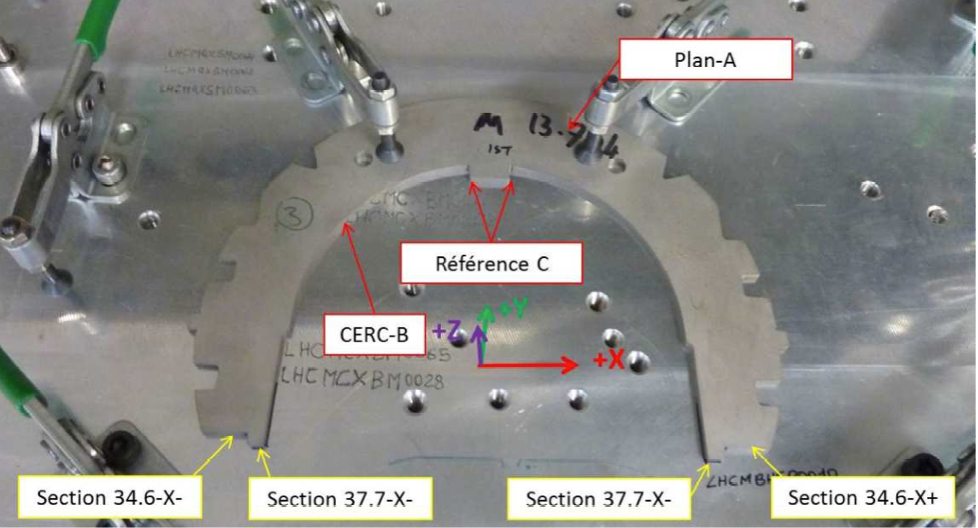 Plan-A
M 13.7.14
1ST
3
Référence C
CERC-B
+Y
+Z
+X
LHCMCXBM0028
Section 34.6-X-
Section 37.7-X-
Section 37.7-X-
Section 34.6-X+